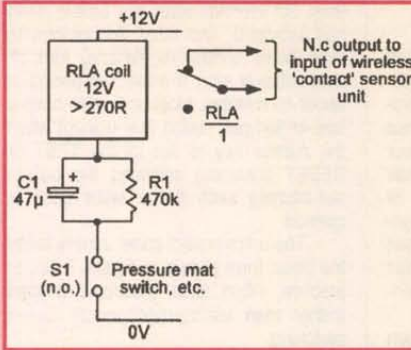 +12V
RLA coil
12V
>270R
N.c output to
input of wireless
'contact' sensor
unit
RLA
1
C1
47µ
+
R1
470k
S1
(n.o.)
Pressure mat
switch, etc.
0V